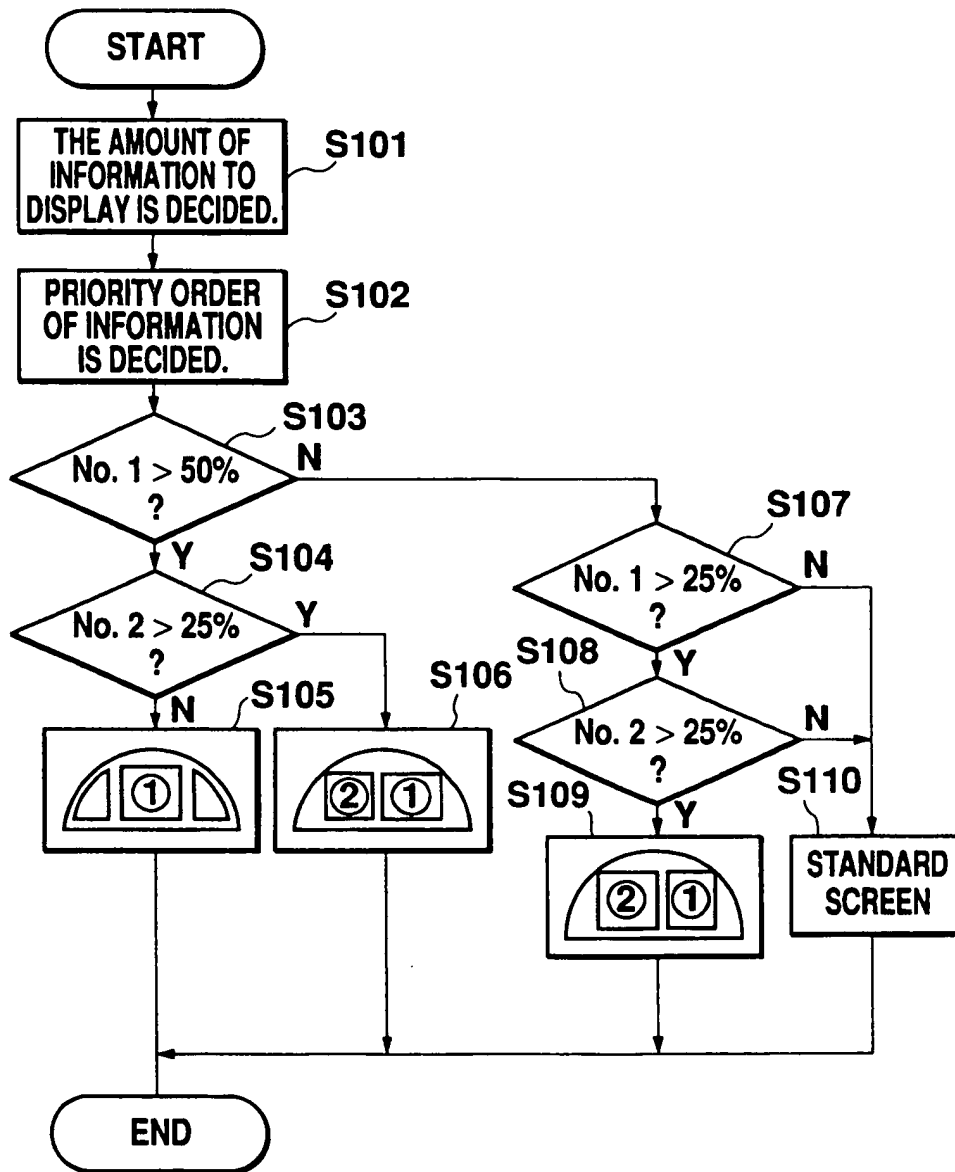 START
THE AMOUNT OF
INFORMATION TO
DISPLAY IS DECIDED.
S101
PRIORITY ORDER
OF INFORMATION
IS DECIDED.
S102
S103
No. 1 > 50%
?
N
Y
S104
No. 2 > 25%
?
Y
N
S105
①
S106
② ①
S107
No. 1 > 25%
?
N
Y
S108
No. 2 > 25%
?
N
Y
S109
② ①
S110
STANDARD
SCREEN
END